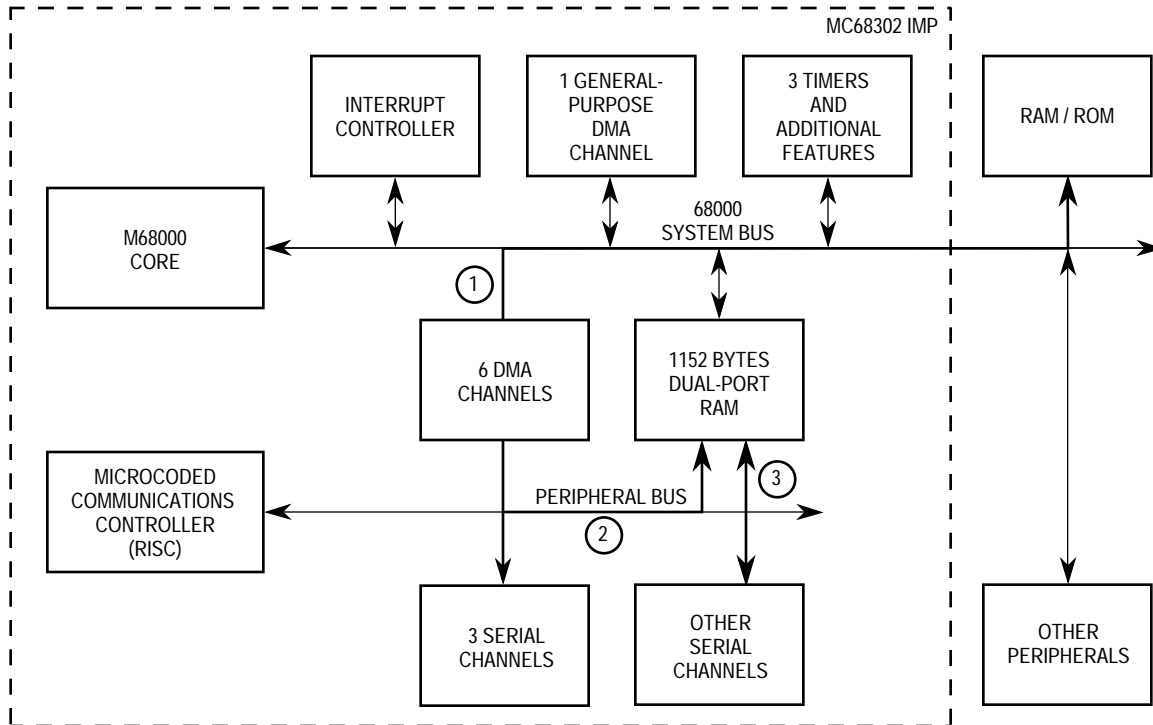 MC68302 IMP
INTERRUPT
CONTROLLER
1 GENERAL-
PURPOSE
DMA
CHANNEL
3 TIMERS
AND
ADDITIONAL
FEATURES
RAM / ROM
M68000
CORE
68000
SYSTEM BUS
1
6 DMA
CHANNELS
1152 BYTES
DUAL-PORT
RAM
MICROCODED
COMMUNICATIONS
CONTROLLER
(RISC)
PERIPHERAL BUS
2
3
3 SERIAL
CHANNELS
OTHER
SERIAL
CHANNELS
OTHER
PERIPHERALS